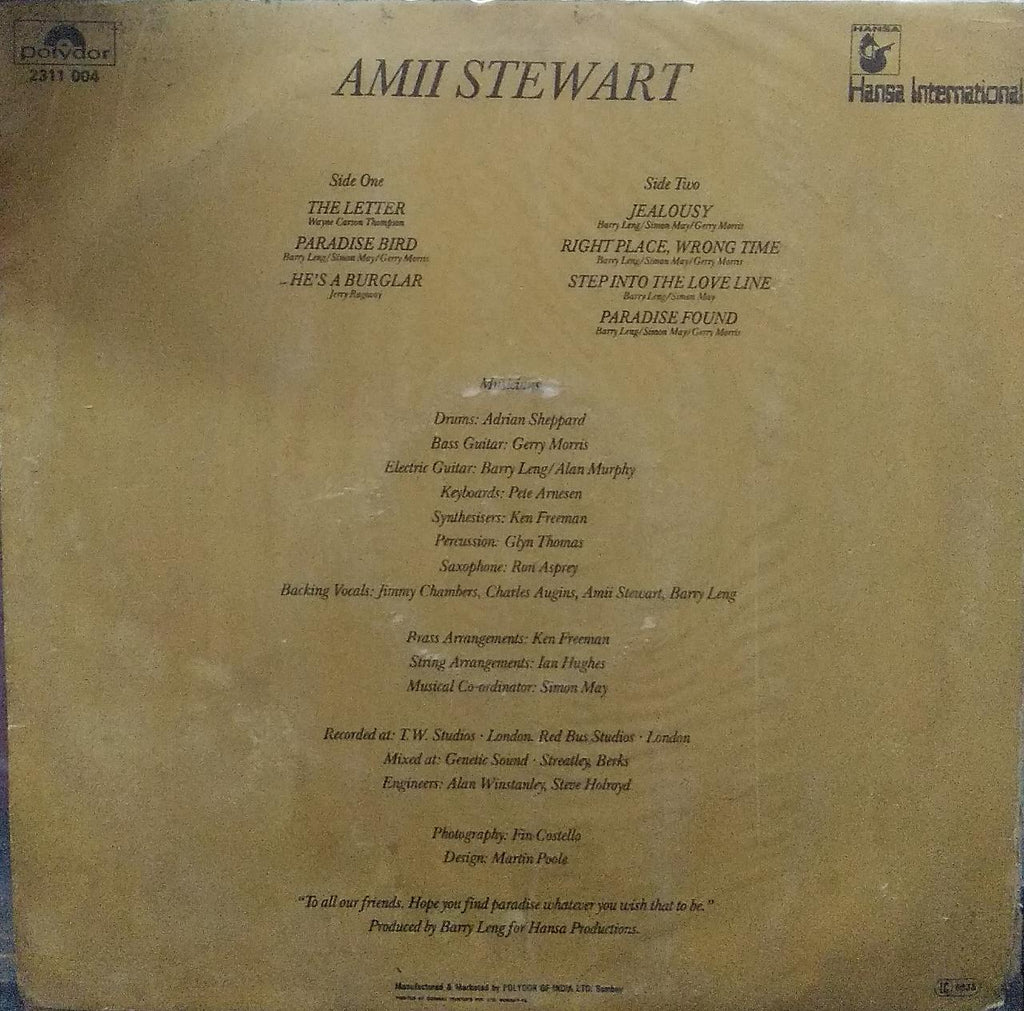 Polydor
2311 004
AMII STEWART
HANSA
Hansa International
Side One
THE LETTER
Wayne Carson Thompson
PARADISE BIRD
Barry Leng/Simon May/Gerry Morris
HE'S A BURGLAR
Jerry Ragovoy
Side Two
JEALOUSY
Barry Leng/Simon May/Gerry Morris
RIGHT PLACE, WRONG TIME
Barry Leng/Simon May/Gerry Morris
STEP INTO THE LOVE LINE
Barry Leng/Simon May
PARADISE FOUND
Barry Leng/Simon May/Gerry Morris
Musicians
Drums: Adrian Sheppard
Bass Guitar: Gerry Morris
Electric Guitar: Barry Leng/Alan Murphy
Keyboards: Pete Arnesen
Synthesisers: Ken Freeman
Percussion: Glyn Thomas
Saxophone: Ron Asprey
Backing Vocals: Jimmy Chambers, Charles Augins, Amii Stewart, Barry Leng
Brass Arrangements: Ken Freeman
String Arrangements: Ian Hughes
Musical Co-ordinator: Simon May
Recorded at: T.W. Studios · London. Red Bus Studios · London
Mixed at: Genetic Sound · Streatley, Berks
Engineers: Alan Winstanley, Steve Holroyd
Photography: Fin Costello
Design: Martin Poole
"To all our friends. Hope you find paradise whatever you wish that to be."
Produced by Barry Leng for Hansa Productions.
Manufactured & Marketed by POLYDOR OF INDIA LTD. Bombay